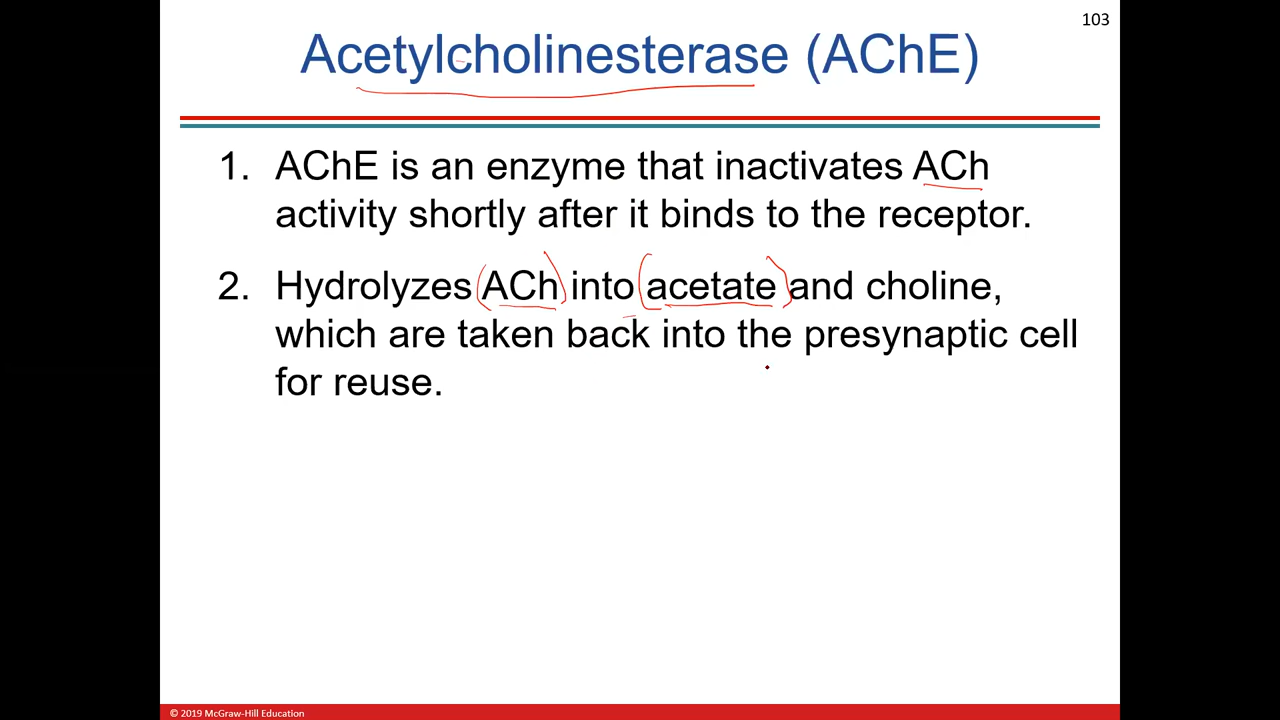 103
Acetylcholinesterase (AChE)
1. AChE is an enzyme that inactivates ACh
activity shortly after it binds to the receptor.
2. Hydrolyzes ACh into acetate and choline,
which are taken back into the presynaptic cell
for reuse.
© 2019 McGraw-Hill Education